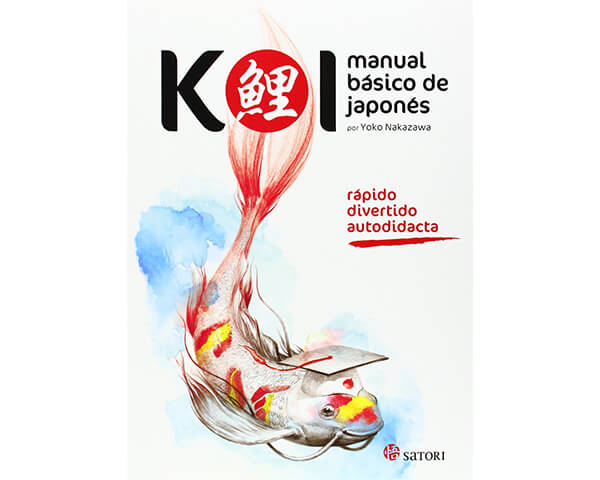 K鯉I
manual
básico de
japonés
por Yoko Nakazawa
rápido
divertido
autodidacta
SATORI